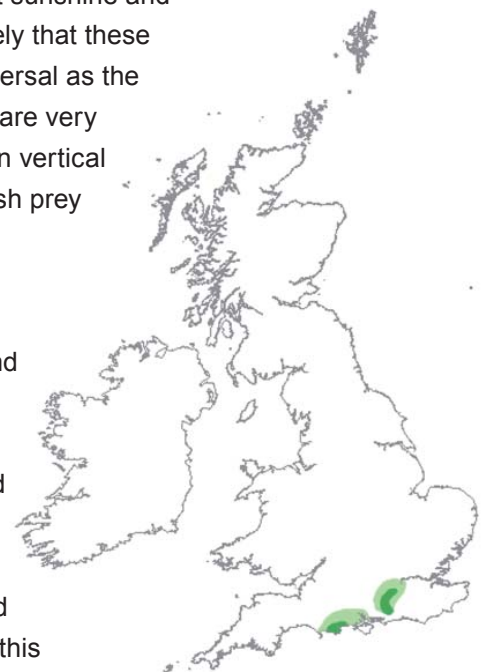 t sunshine and
ely that these
ersal as the
are very
n vertical
sh prey
nd
d
d
this